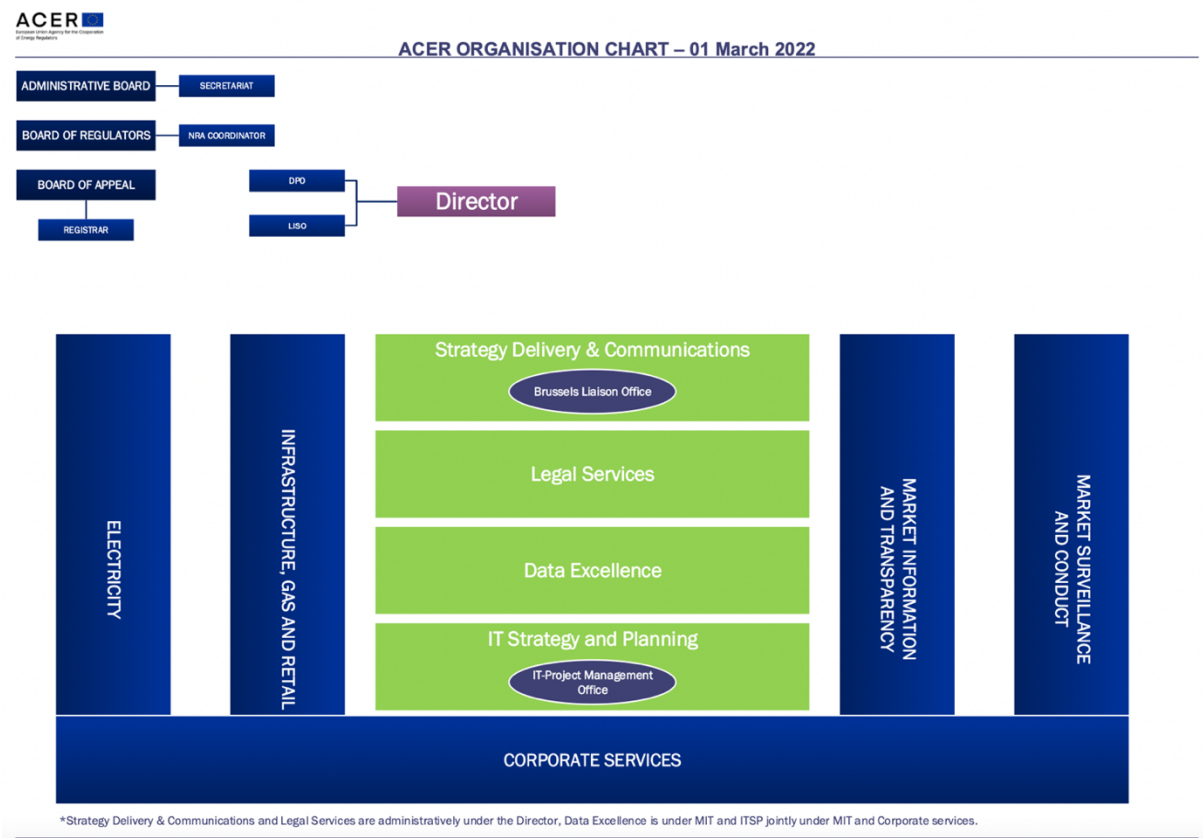 ACER
European Union Agency for the Cooperation
of Energy Regulators
ACER ORGANISATION CHART – 01 March 2022
ADMINISTRATIVE BOARD
SECRETARIAT
BOARD OF REGULATORS
NRA COORDINATOR
BOARD OF APPEAL
REGISTRAR
DPO
LISO
Director
ELECTRICITY
INFRASTRUCTURE, GAS AND RETAIL
Strategy Delivery & Communications
Brussels Liaison Office
Legal Services
Data Excellence
IT Strategy and Planning
IT-Project Management
Office
MARKET INFORMATION
AND TRANSPARENCY
MARKET SURVEILLANCE
AND CONDUCT
CORPORATE SERVICES
*Strategy Delivery & Communications and Legal Services are administratively under the Director, Data Excellence is under MIT and ITSP jointly under MIT and Corporate services.